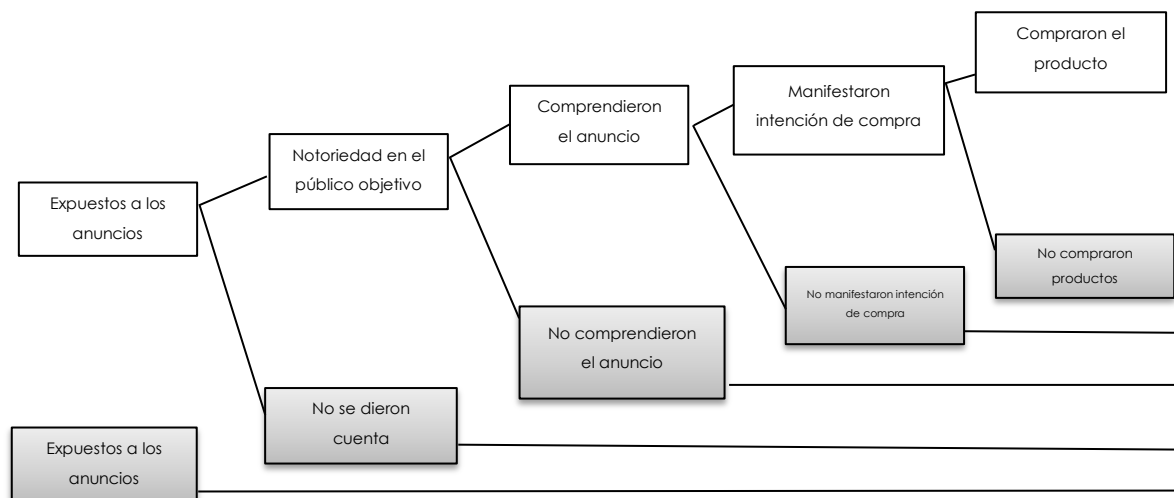 Compraron el
producto
Manifestaron
intención de compra
Comprendieron
el anuncio
Notoriedad en el
público objetivo
Expuestos a los
anuncios
No compraron
productos
No manifestaron intención
de compra
No comprendieron
el anuncio
No se dieron
cuenta
Expuestos a los
anuncios